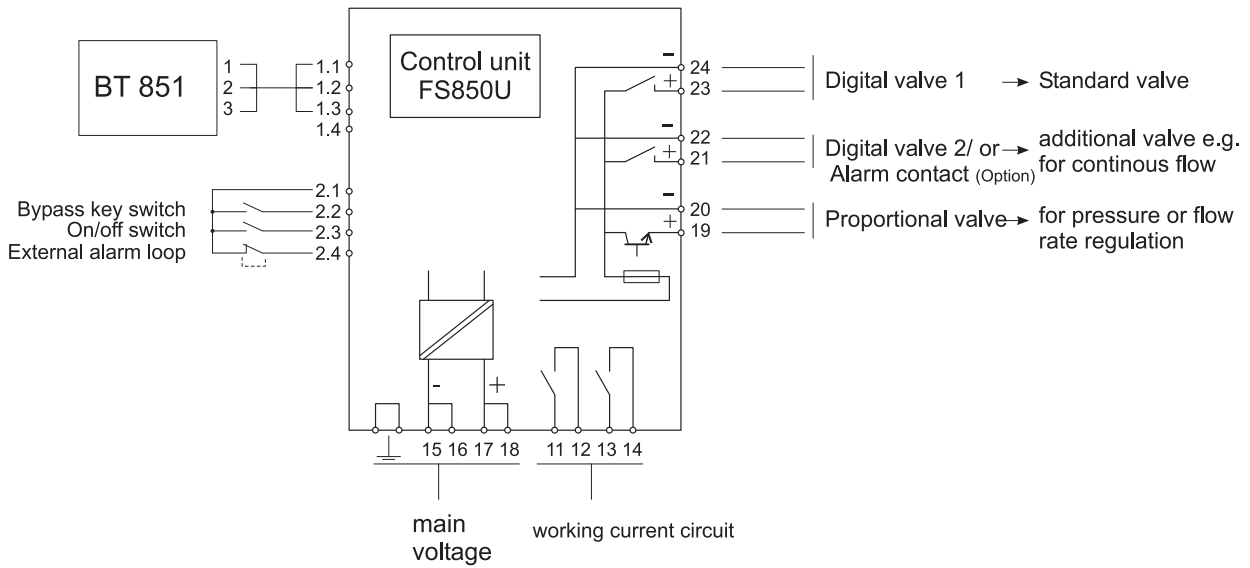 BT 851
1
2
3
1.1
1.2
1.3
1.4
Control unit
FS850U
2.1
Bypass key switch 2.2
On/off switch 2.3
External alarm loop 2.4
- 24
+ 23
Digital valve 1 → Standard valve
- 22
+ 21
Digital valve 2/ or → additional valve e.g.
Alarm contact (Option) for continous flow
- 20
+ 19
Proportional valve → for pressure or flow
rate regulation
- +
15 16 17 18 11 12 13 14
main
voltage
working current circuit